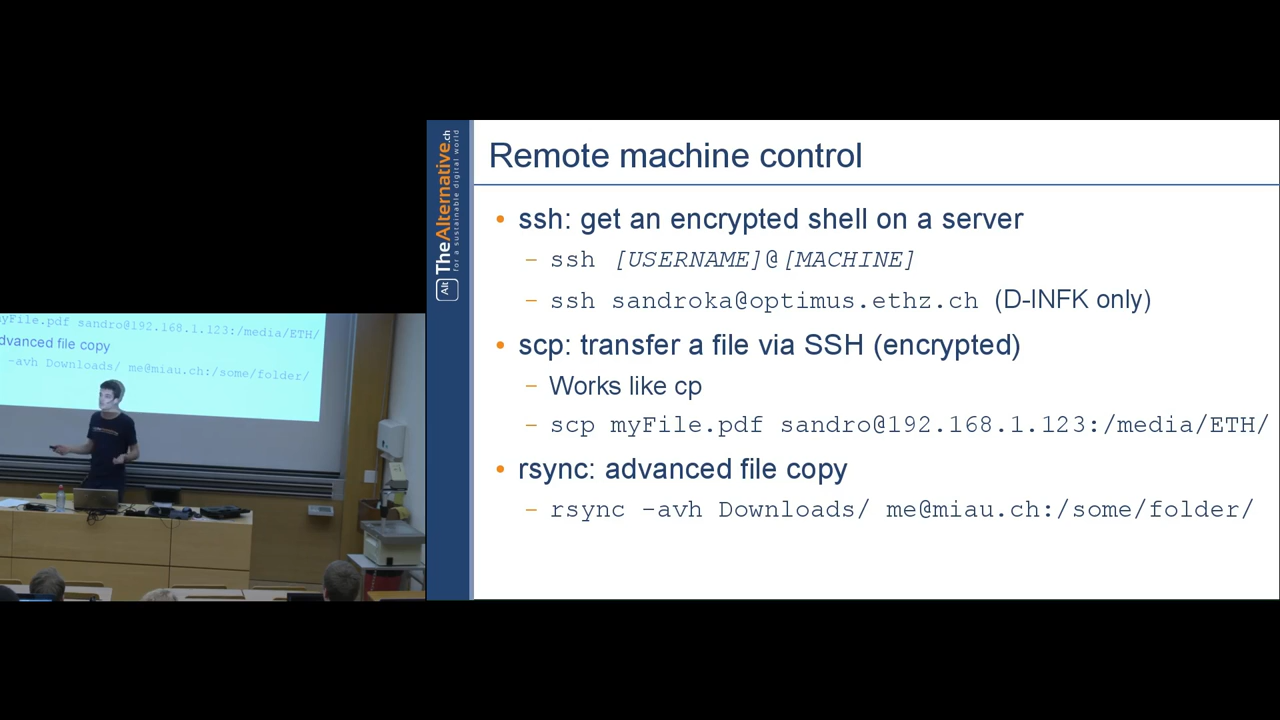 Remote machine control
ssh: get an encrypted shell on a server
– ssh [USERNAME]@[MACHINE]
– ssh sandroka@optimus.ethz.ch (D-INFK only)
scp: transfer a file via SSH (encrypted)
– Works like cp
– scp myFile.pdf sandro@192.168.1.123:/media/ETH/
rsync: advanced file copy
– rsync -avh Downloads/ me@miau.ch:/some/folder/
Alt TheAlternative.ch
for a sustainable digital world
yFile.pdf sandro@192.168.1.123:/media/ETH/
dvanced file copy
-avh Downloads/ me@miau.ch:/some/folder/